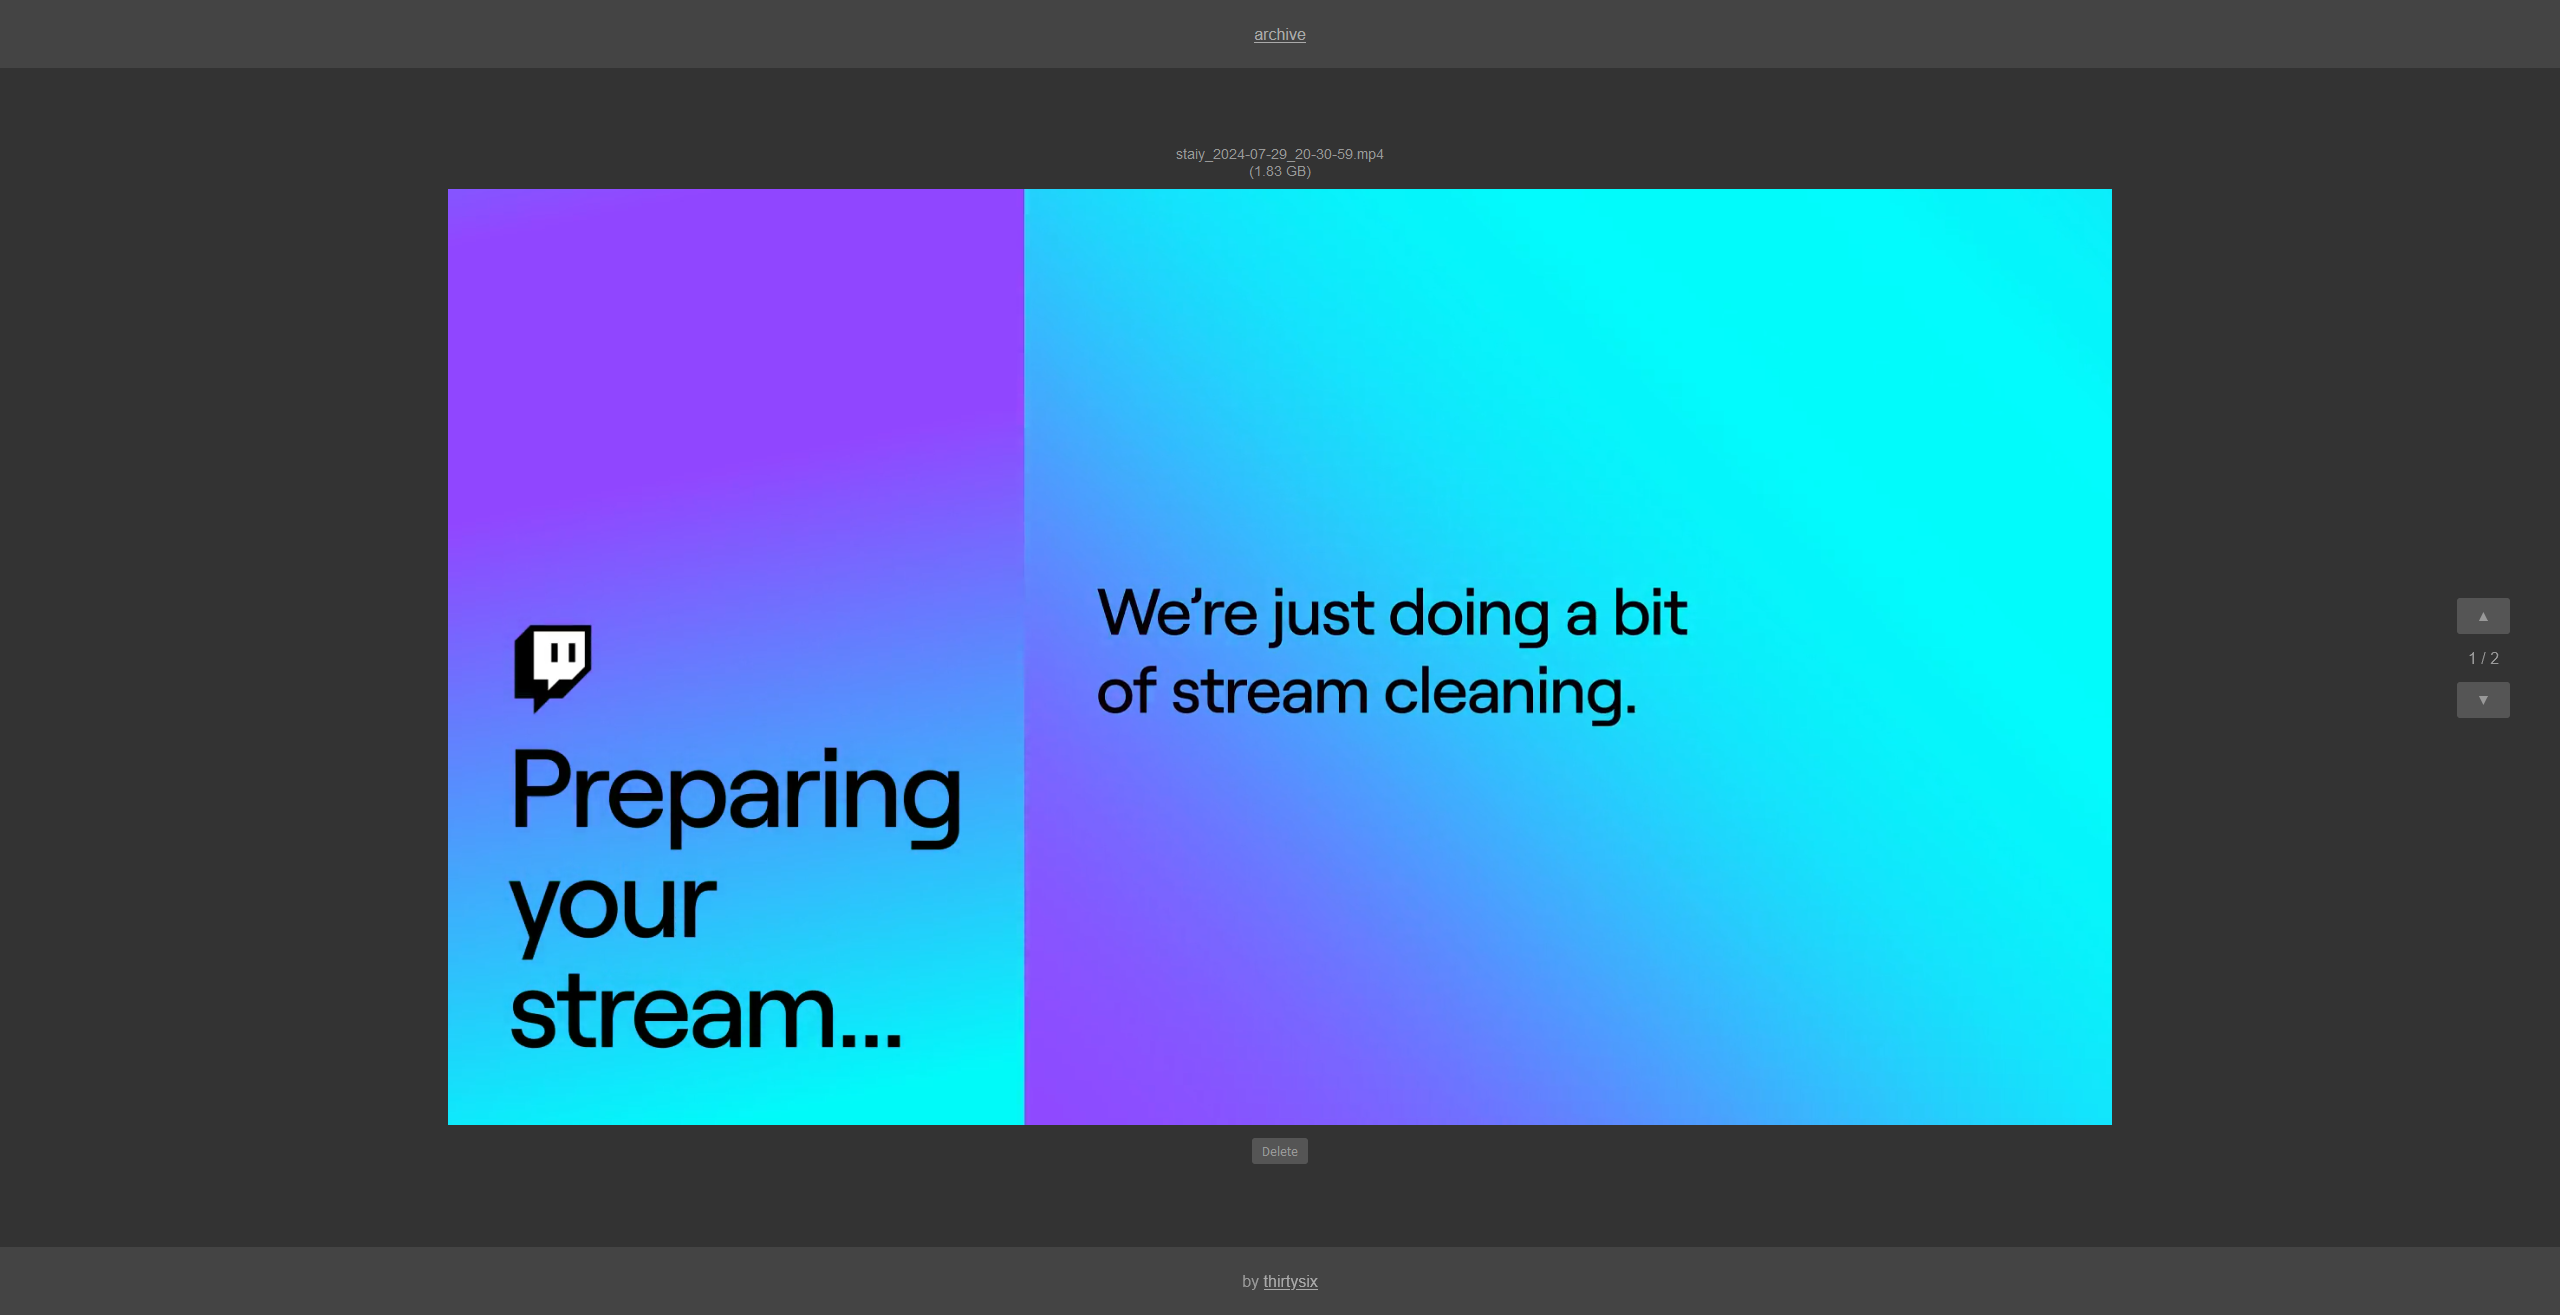 archive
staiy_2024-07-29_20-30-59.mp4
(1.83 GB)
Preparing
your
stream...
We’re just doing a bit
of stream cleaning.
▲
1 / 2
▼
Delete
by thirtysix